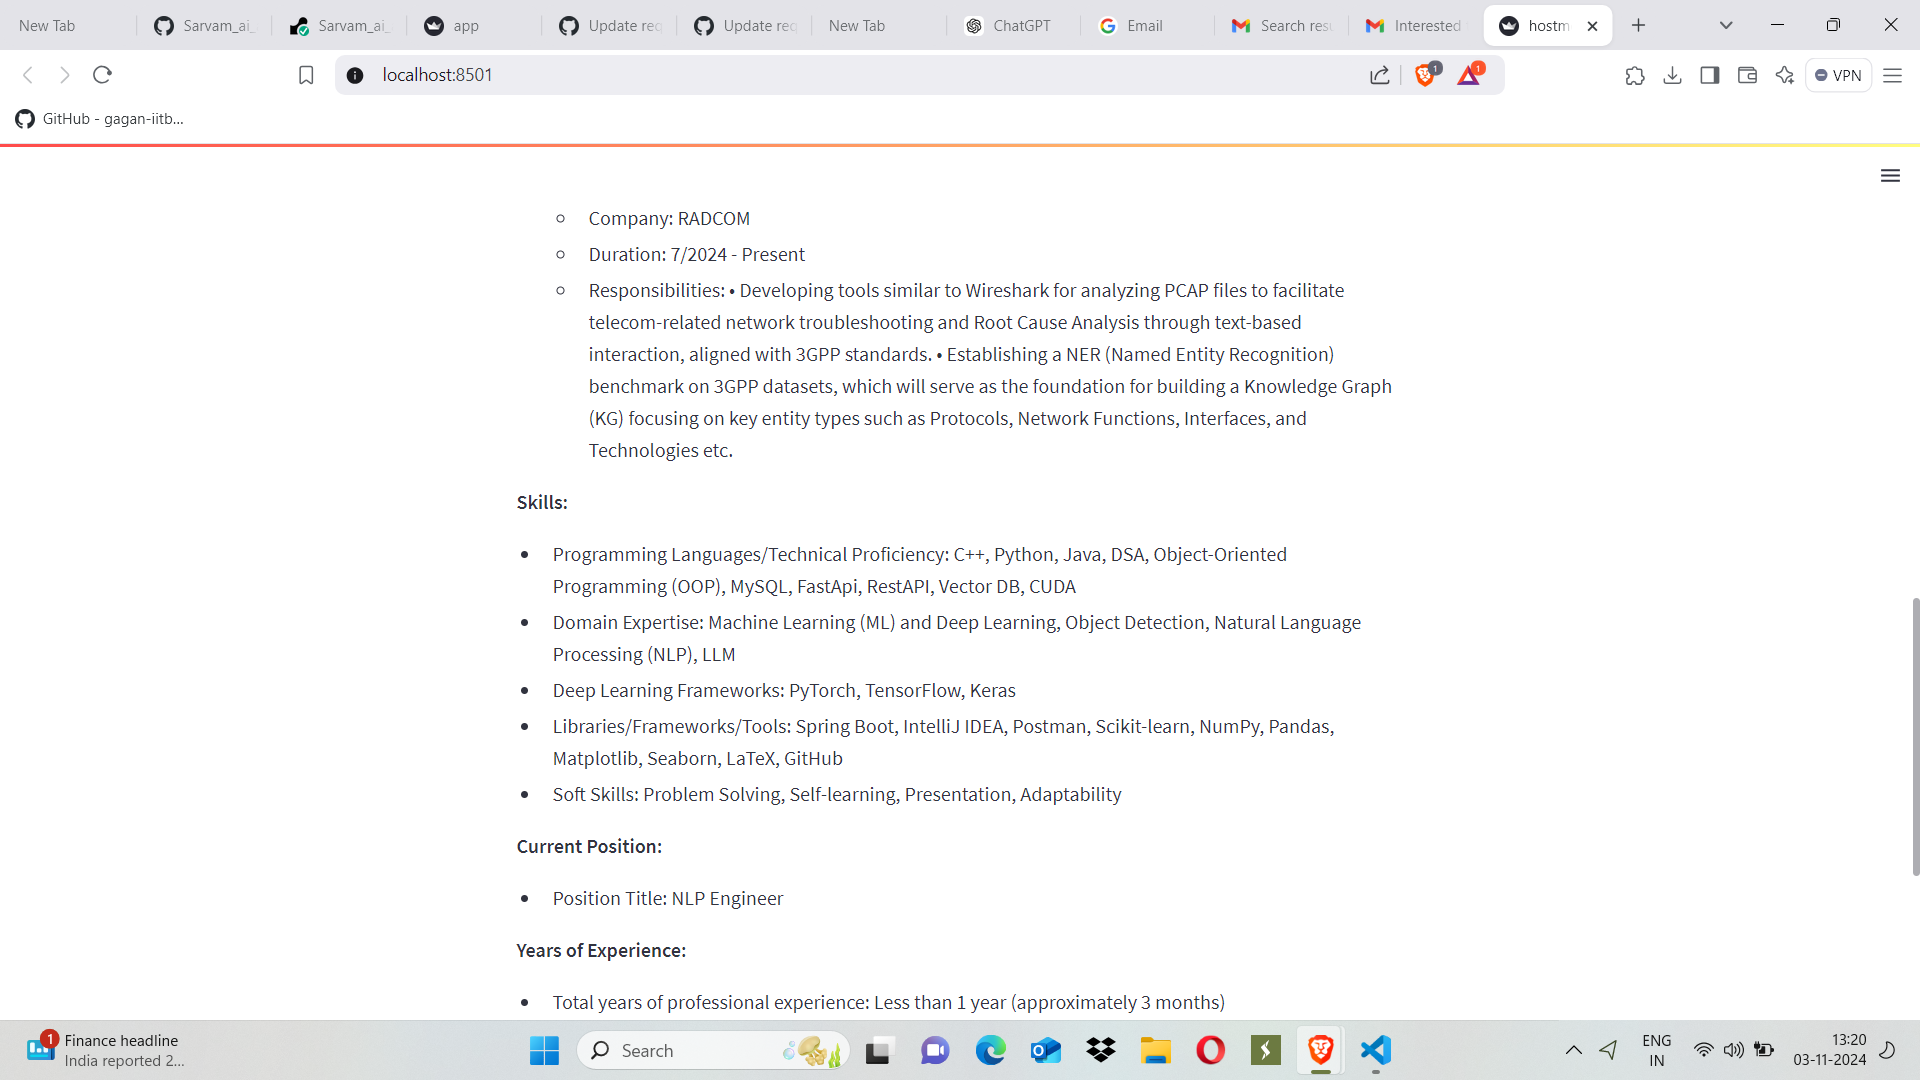 New Tab
Sarvam_ai_
Sarvam_ai_
app
Update req
Update req
New Tab
ChatGPT
Email
Search resu
Interested
hostm
localhost:8501
1
1
VPN
GitHub - gagan-iitb...
Company: RADCOM
Duration: 7/2024 - Present
Responsibilities: • Developing tools similar to Wireshark for analyzing PCAP files to facilitate
telecom-related network troubleshooting and Root Cause Analysis through text-based
interaction, aligned with 3GPP standards. • Establishing a NER (Named Entity Recognition)
benchmark on 3GPP datasets, which will serve as the foundation for building a Knowledge Graph
(KG) focusing on key entity types such as Protocols, Network Functions, Interfaces, and
Technologies etc.
Skills:
Programming Languages/Technical Proficiency: C++, Python, Java, DSA, Object-Oriented
Programming (OOP), MySQL, FastApi, RestAPI, Vector DB, CUDA
Domain Expertise: Machine Learning (ML) and Deep Learning, Object Detection, Natural Language
Processing (NLP), LLM
Deep Learning Frameworks: PyTorch, TensorFlow, Keras
Libraries/Frameworks/Tools: Spring Boot, IntelliJ IDEA, Postman, Scikit-learn, NumPy, Pandas,
Matplotlib, Seaborn, LaTeX, GitHub
Soft Skills: Problem Solving, Self-learning, Presentation, Adaptability
Current Position:
Position Title: NLP Engineer
Years of Experience:
Total years of professional experience: Less than 1 year (approximately 3 months)
1
Finance headline
India reported 2...
Search
ENG
IN
13:20
03-11-2024